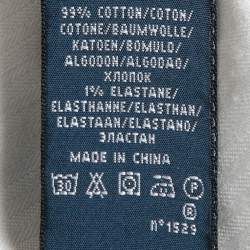 99% COTTON/COTON/
COTONE/BAUMWOLLE/
KATOEN/BOMULD/
ALGODON/ALGODAO/
ХЛОПОК
1% ELASTANE/
ELASTHANNE/ELASTHAN/
ELASTAAN/ELASTANO/
ЭЛАСТАН
MADE IN CHINA
30 P
®
n°1529